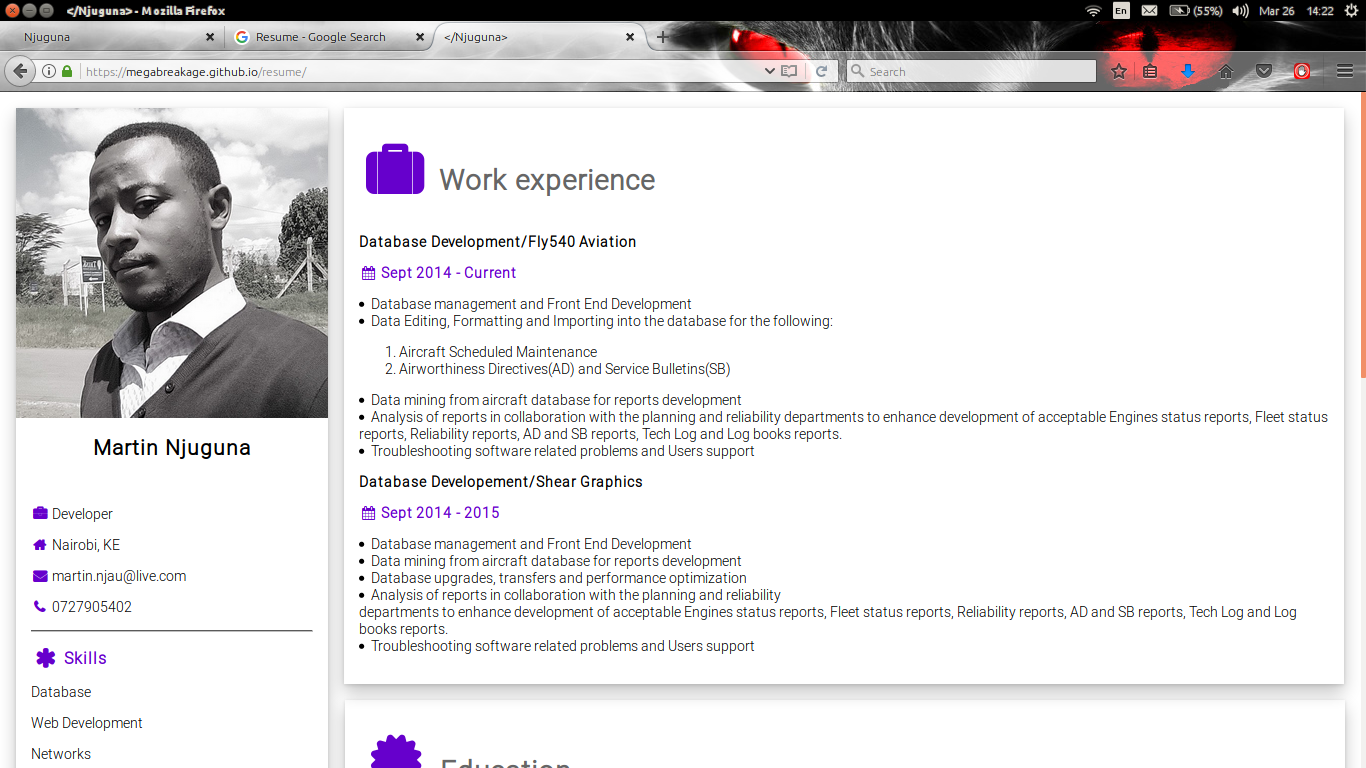 </Njuguna> - Mozilla Firefox
En
(55%)
Mar 26
14:22
Njuguna
Resume - Google Search
</Njuguna>
https://megabreakage.github.io/resume/
Search
Martin Njuguna
Developer
Nairobi, KE
martin.njau@live.com
0727905402
Skills
Database
Web Development
Networks
Work experience
Database Development/Fly540 Aviation
Sept 2014 - Current
• Database management and Front End Development
• Data Editing, Formatting and Importing into the database for the following:
1. Aircraft Scheduled Maintenance
2. Airworthiness Directives(AD) and Service Bulletins(SB)
• Data mining from aircraft database for reports development
• Analysis of reports in collaboration with the planning and reliability departments to enhance development of acceptable Engines status reports, Fleet status
reports, Reliability reports, AD and SB reports, Tech Log and Log books reports.
• Troubleshooting software related problems and Users support
Database Developement/Shear Graphics
Sept 2014 - 2015
• Database management and Front End Development
• Data mining from aircraft database for reports development
• Database upgrades, transfers and performance optimization
• Analysis of reports in collaboration with the planning and reliability
departments to enhance development of acceptable Engines status reports, Fleet status reports, Reliability reports, AD and SB reports, Tech Log and Log
books reports.
• Troubleshooting software related problems and Users support
Education